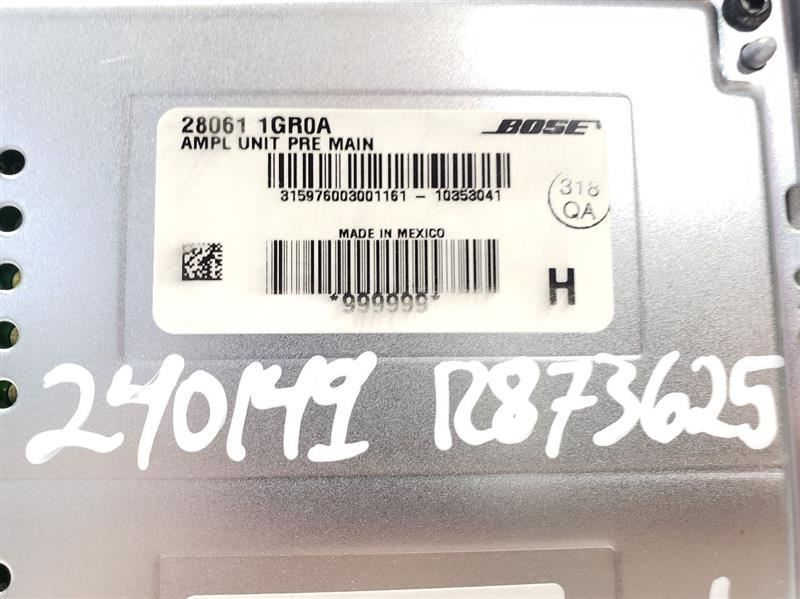 28061 1GR0A
BOSE
AMPL UNIT PRE MAIN
315976003001161 - 10353041
318
QA
MADE IN MEXICO
*999999*
H
240149 R873625